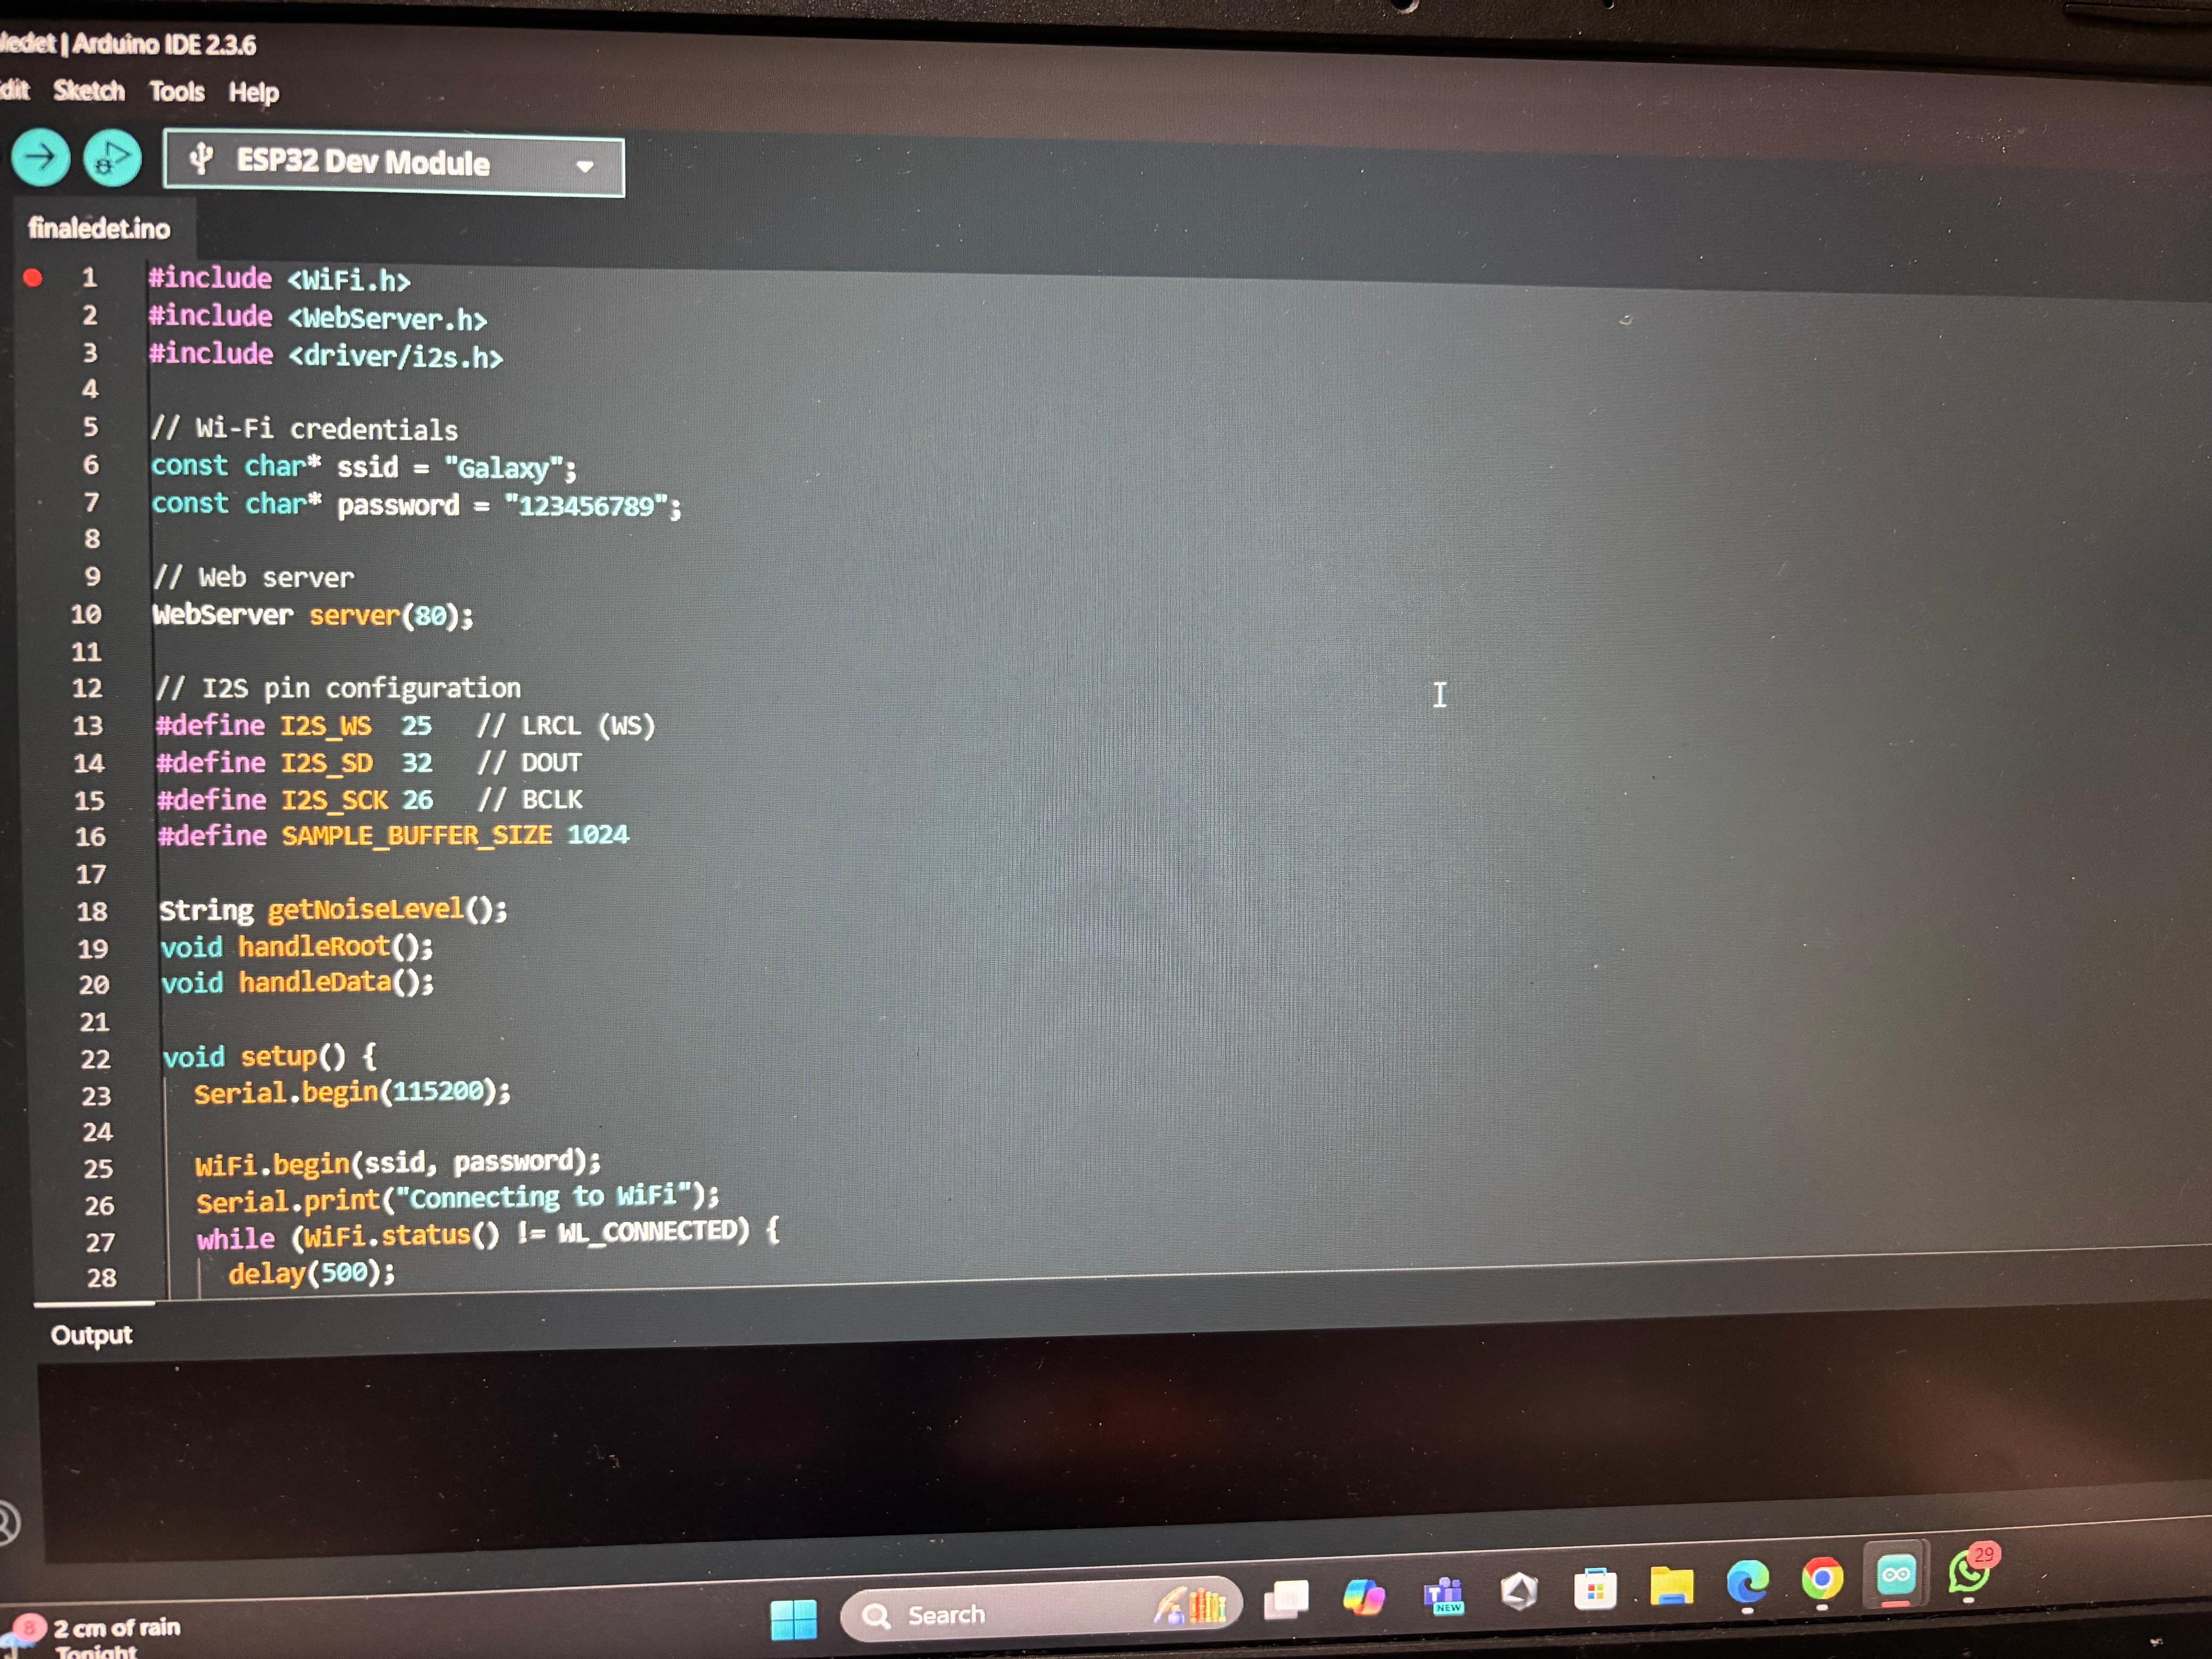 ledet | Arduino IDE 2.3.6
dit Sketch Tools Help
ESP32 Dev Module
finaledet.ino
1 #include <WiFi.h>
2 #include <WebServer.h>
3 #include <driver/i2s.h>
4
5 // Wi-Fi credentials
6 const char* ssid = "Galaxy";
7 const char* password = "123456789";
8
9 // Web server
10 WebServer server(80);
11
12 // I2S pin configuration
13 #define I2S_WS 25 // LRCL (WS)
14 #define I2S_SD 32 // DOUT
15 #define I2S_SCK 26 // BCLK
16 #define SAMPLE_BUFFER_SIZE 1024
17
18 String getNoiseLevel();
19 void handleRoot();
20 void handleData();
21
22 void setup() {
23 Serial.begin(115200);
24
25 WiFi.begin(ssid, password);
26 Serial.print("Connecting to WiFi");
27 while (WiFi.status() != WL_CONNECTED) {
28 delay(500);
Output
8 2 cm of rain
Tonight
Search
T NEW
29